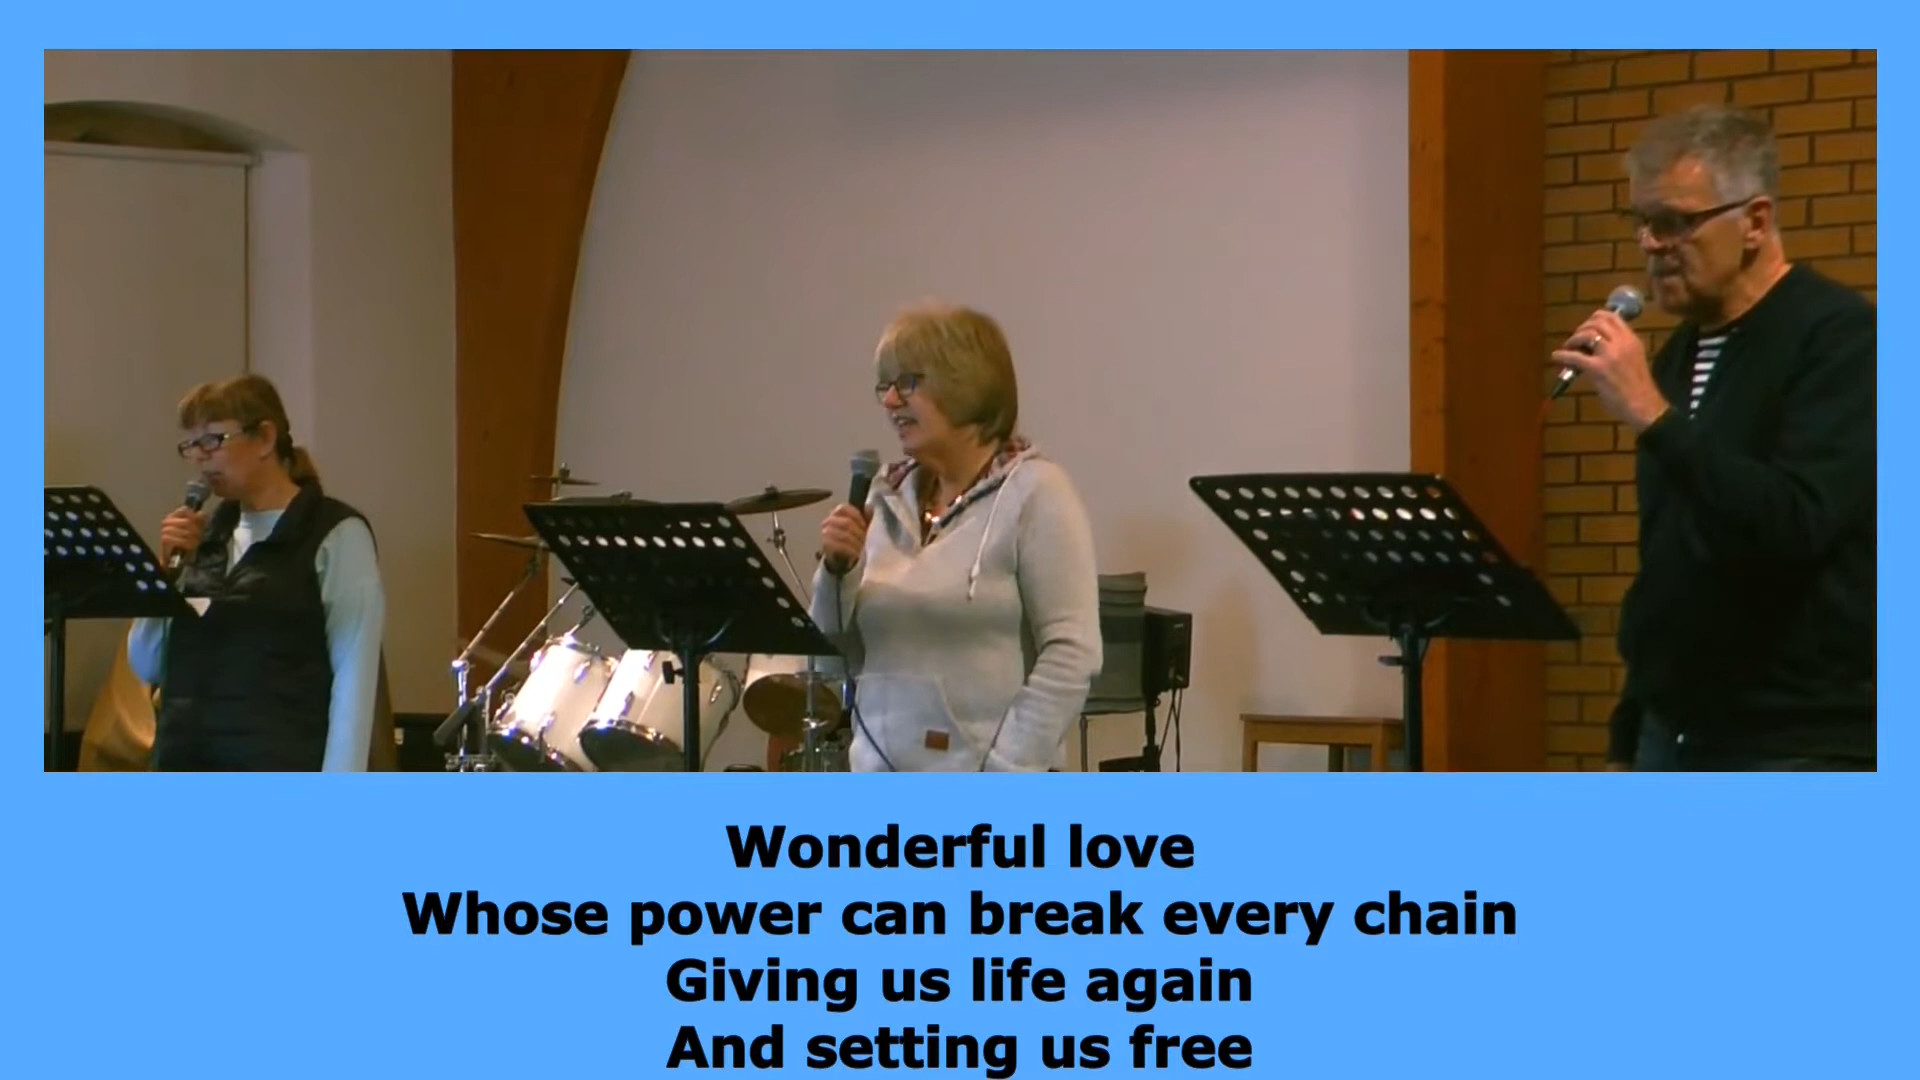 Wonderful love
Whose power can break every chain
Giving us life again
And setting us free